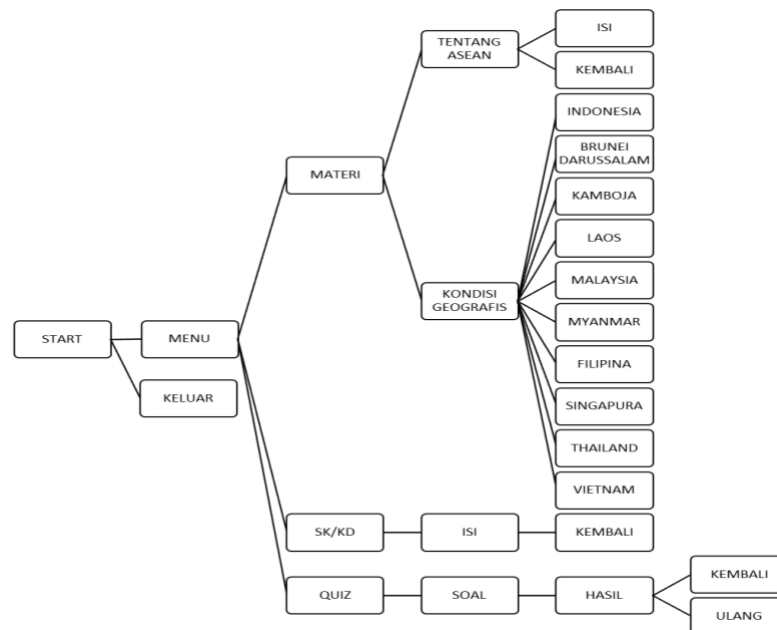 START
MENU
KELUAR
MATERI
TENTANG
ASEAN
ISI
KEMBALI
KONDISI
GEOGRAFIS
INDONESIA
BRUNEI
DARUSSALAM
KAMBOJA
LAOS
MALAYSIA
MYANMAR
FILIPINA
SINGAPURA
THAILAND
VIETNAM
SK/KD
ISI
KEMBALI
QUIZ
SOAL
HASIL
KEMBALI
ULANG